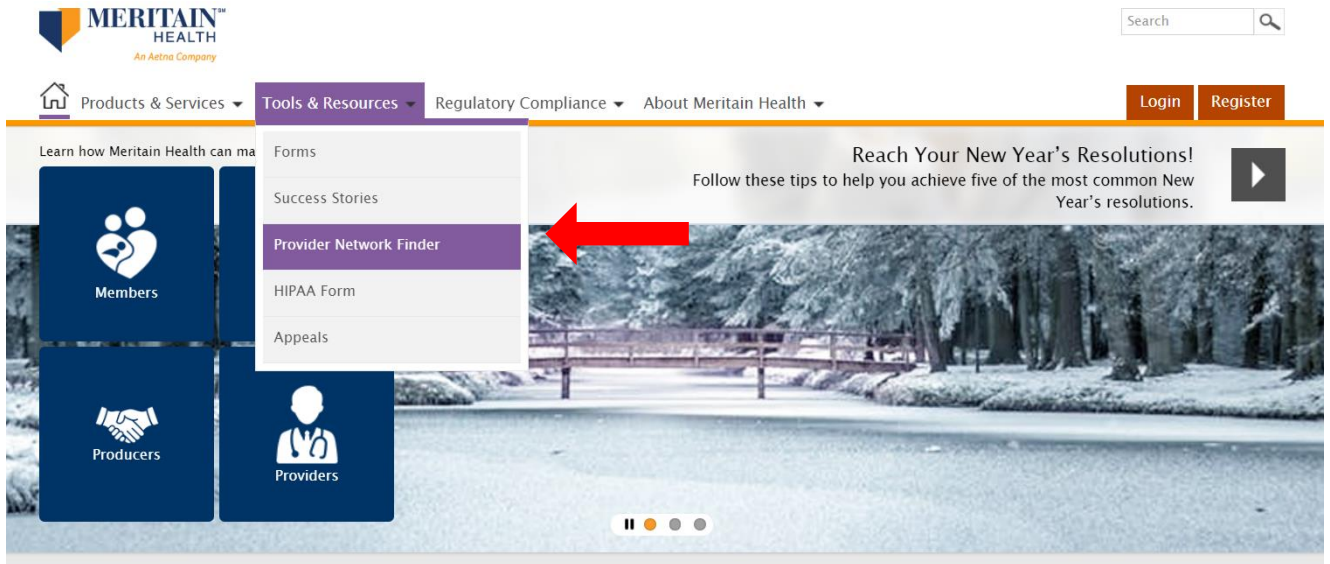 MERITAIN℠
HEALTH
An Aetna Company
Search
Products & Services
Tools & Resources
Regulatory Compliance
About Meritain Health
Login
Register
Learn how Meritain Health can ma
Forms
Success Stories
Provider Network Finder
HIPAA Form
Appeals
Reach Your New Year's Resolutions!
Follow these tips to help you achieve five of the most common New
Year's resolutions.
Members
Producers
Providers